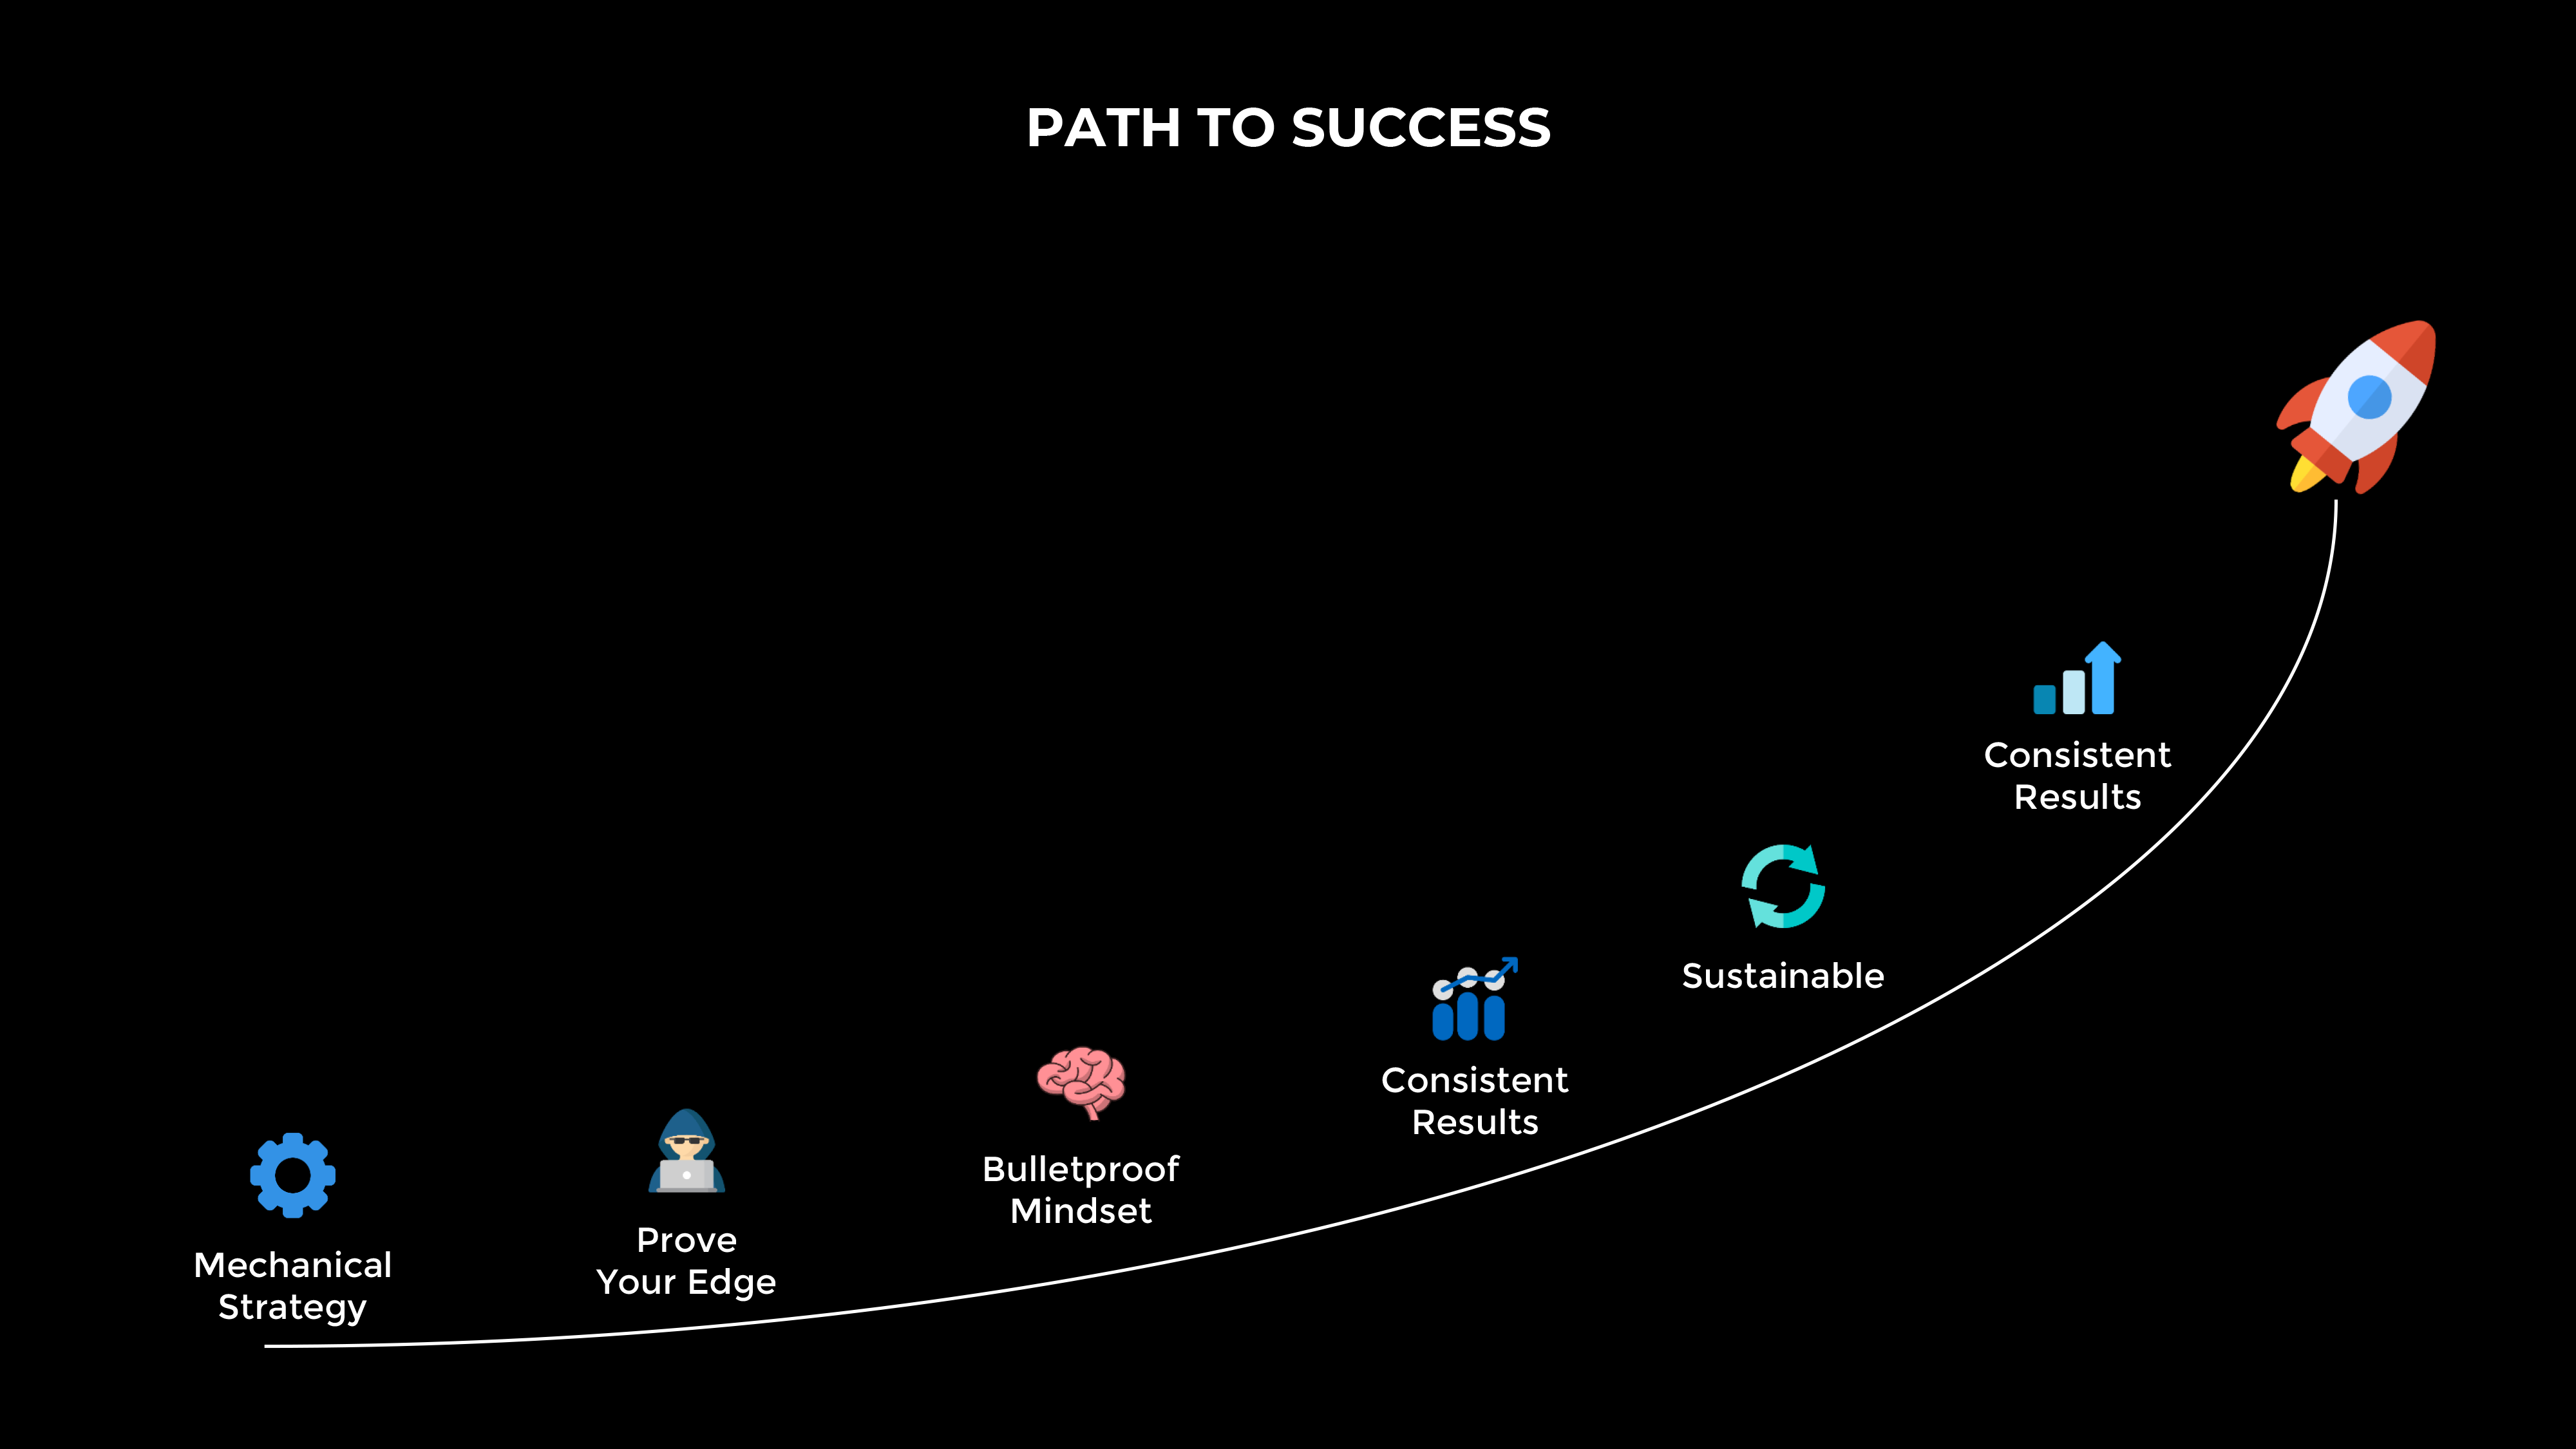 PATH TO SUCCESS
Mechanical
Strategy
Prove
Your Edge
Bulletproof
Mindset
Consistent
Results
Sustainable
Consistent
Results